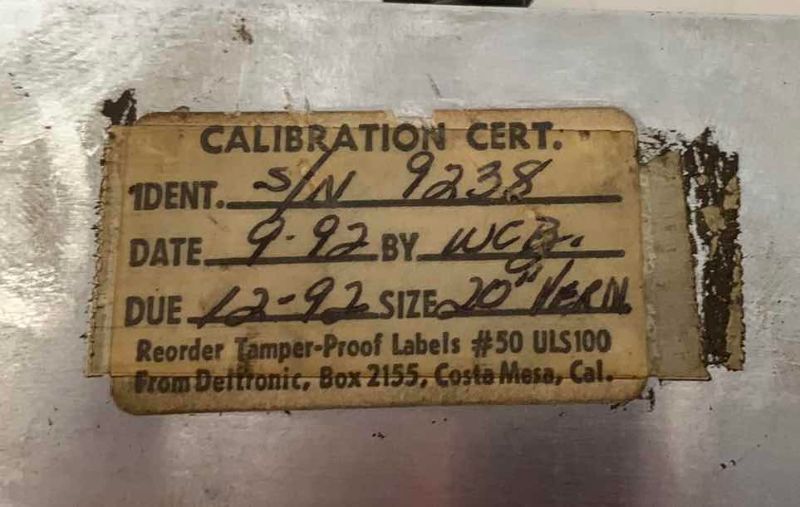 CALIBRATION CERT.
IDENT. S/N 9238
DATE 9-92 BY WCB.
DUE 12-92 SIZE 20" VERN.
Reorder Tamper-Proof Labels #50 ULS100
From Deltronic, Box 2155, Costa Mesa, Cal.